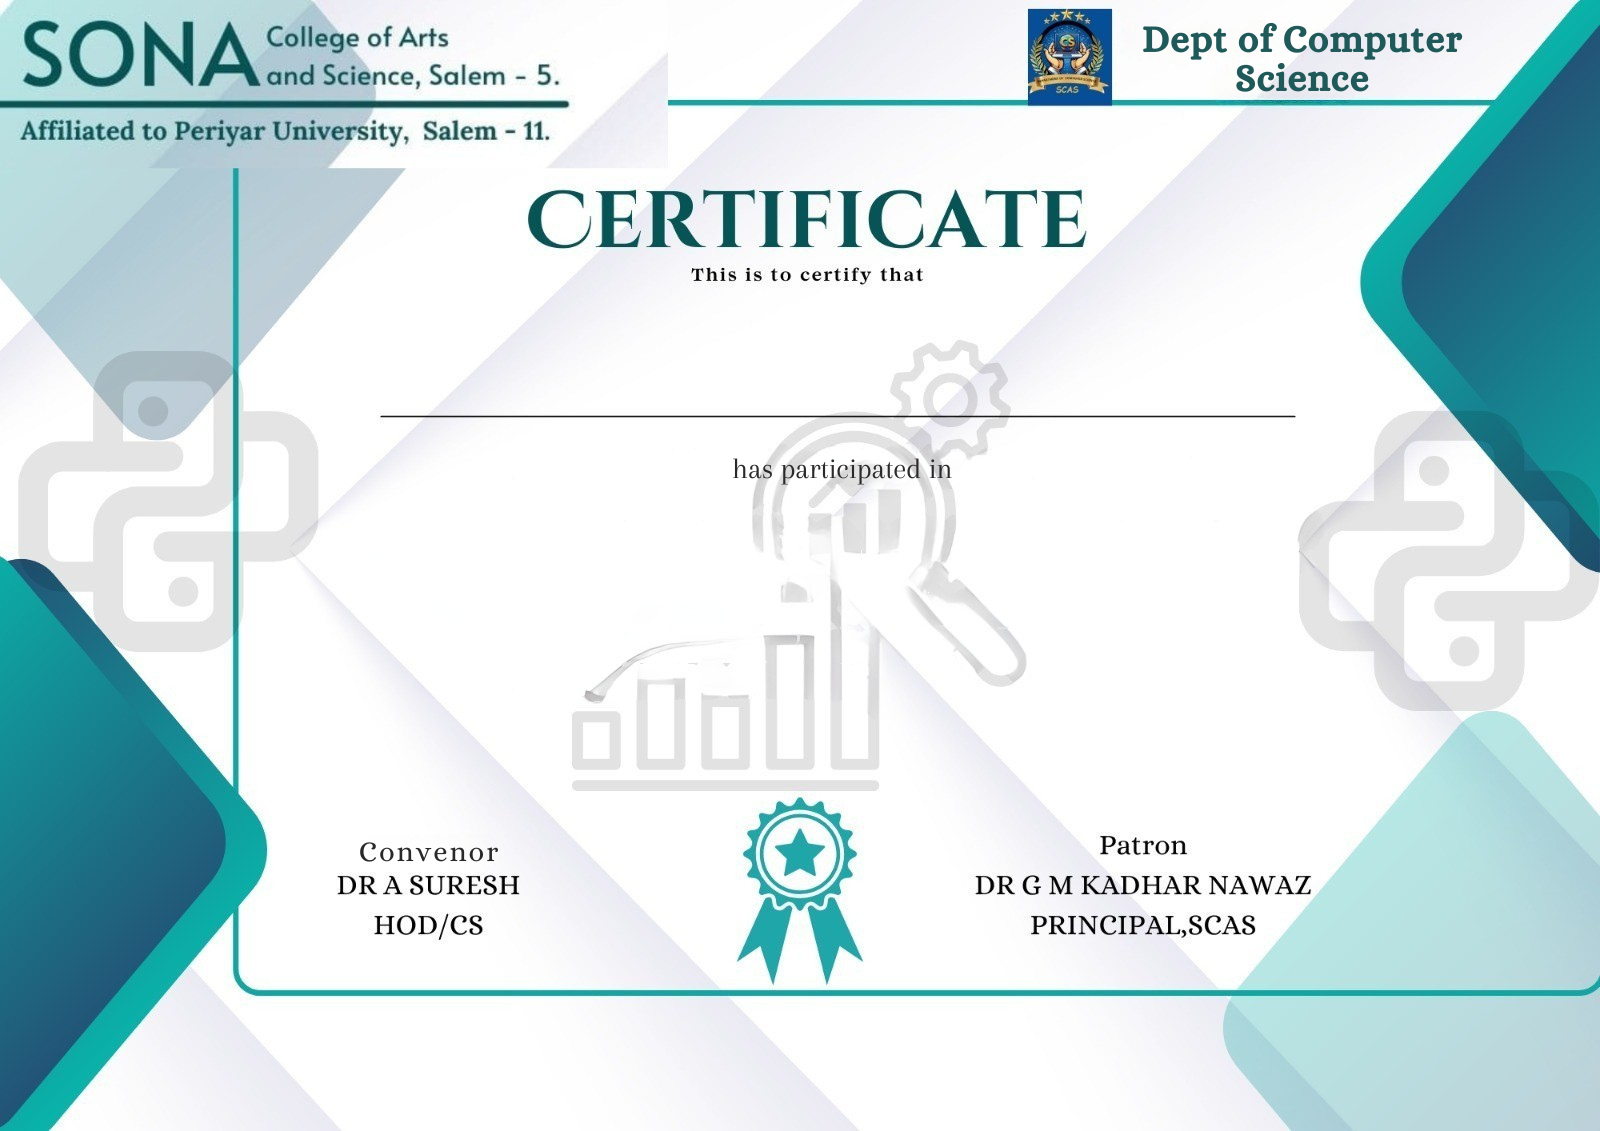 SONA College of Arts
and Science, Salem - 5.
Affiliated to Periyar University, Salem - 11.
SCAS
Dept of Computer
Science
CERTIFICATE
This is to certify that
has participated in
Convenor
DR A SURESH
HOD/CS
Patron
DR G M KADHAR NAWAZ
PRINCIPAL,SCAS